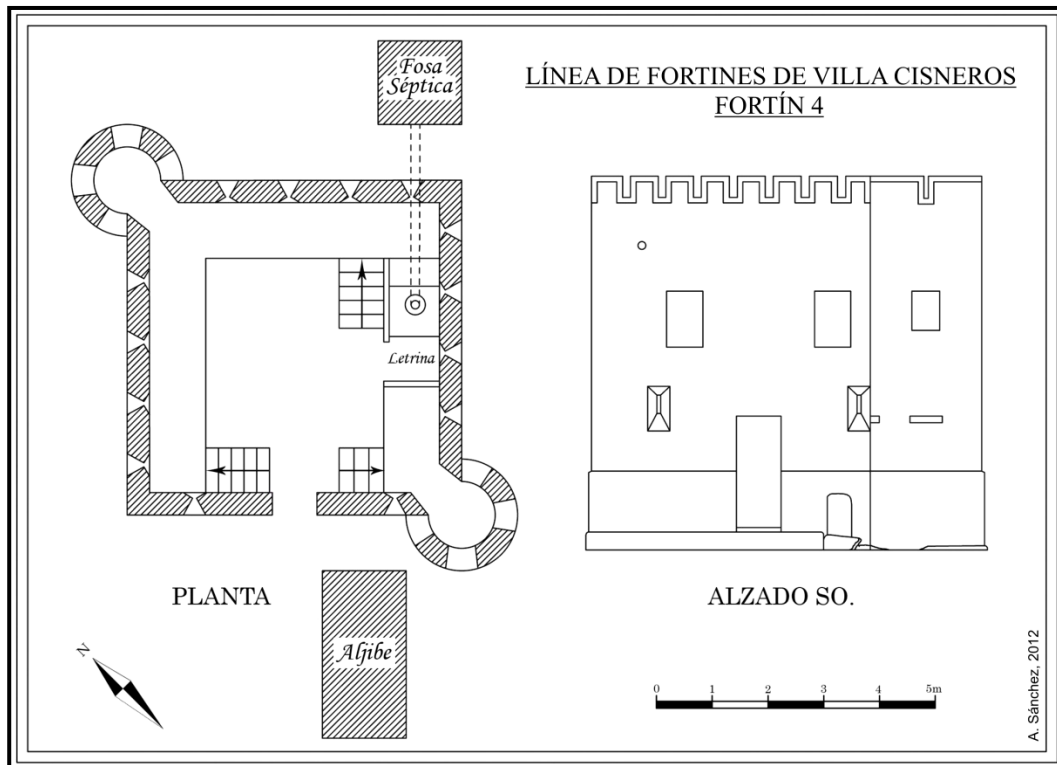 LÍNEA DE FORTINES DE VILLA CISNEROS
FORTÍN 4
Fosa
Séptica
Letrina
PLANTA
ALZADO SO.
Aljibe
N
0 1 2 3 4 5m
A. Sánchez, 2012